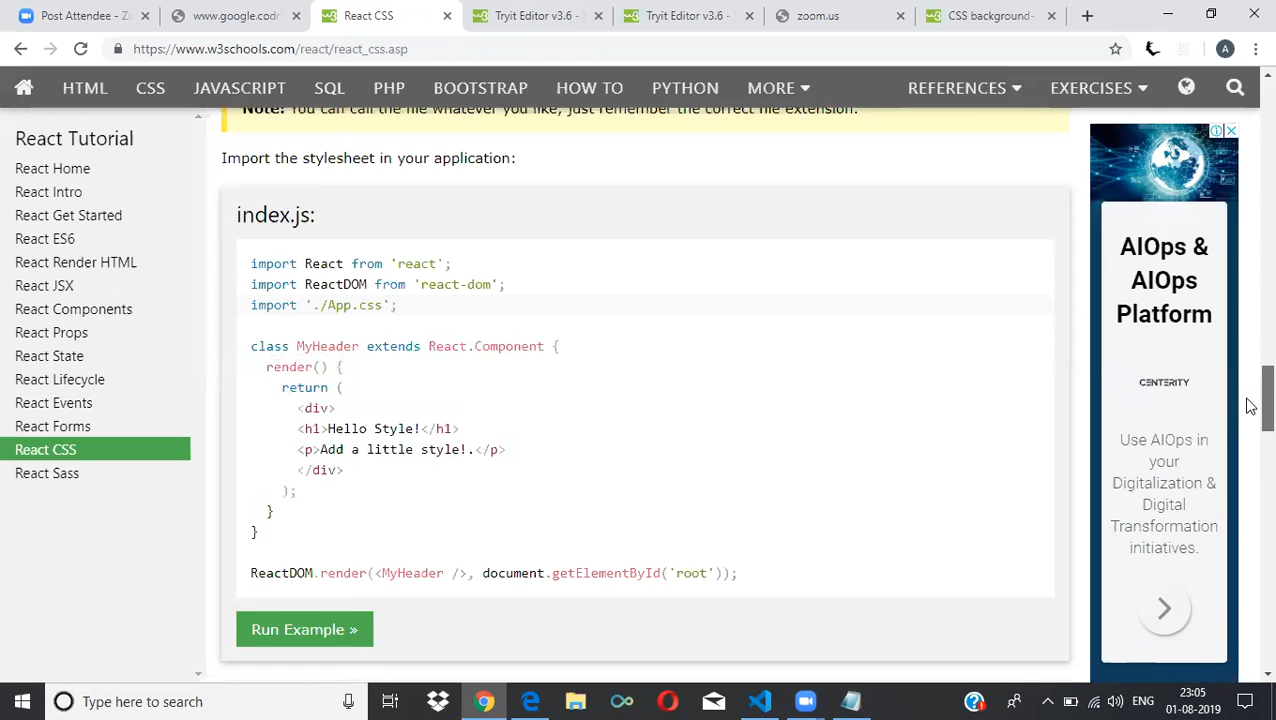 Post Attendee - Z
www.google.codr
React CSS
Tryit Editor v3.6 - S
Tryit Editor v3.6 - S
zoom.us
CSS background-
https://www.w3schools.com/react/react_css.asp
A
HTML CSS JAVASCRIPT SQL PHP BOOTSTRAP HOW TO PYTHON MORE REFERENCES EXERCISES
React Tutorial
React Home
React Intro
React Get Started
React ES6
React Render HTML
React JSX
React Components
React Props
React State
React Lifecycle
React Events
React Forms
React CSS
React Sass
Note: You can call the file whatever you like, just remember the correct file extension.
Import the stylesheet in your application:
index.js:
import React from 'react';
import ReactDOM from 'react-dom';
import './App.css';
class MyHeader extends React.Component {
render() {
return (
<div>
<h1>Hello Style!</h1>
<p>Add a little style!.</p>
</div>
);
}
}
ReactDOM.render(<MyHeader />, document.getElementById('root'));
Run Example »
AIOps &
AIOps
Platform
CENTERITY
Use AIOps in
your
Digitalization &
Digital
Transformation
initiatives.
Type here to search
ENG
23:05
01-08-2019